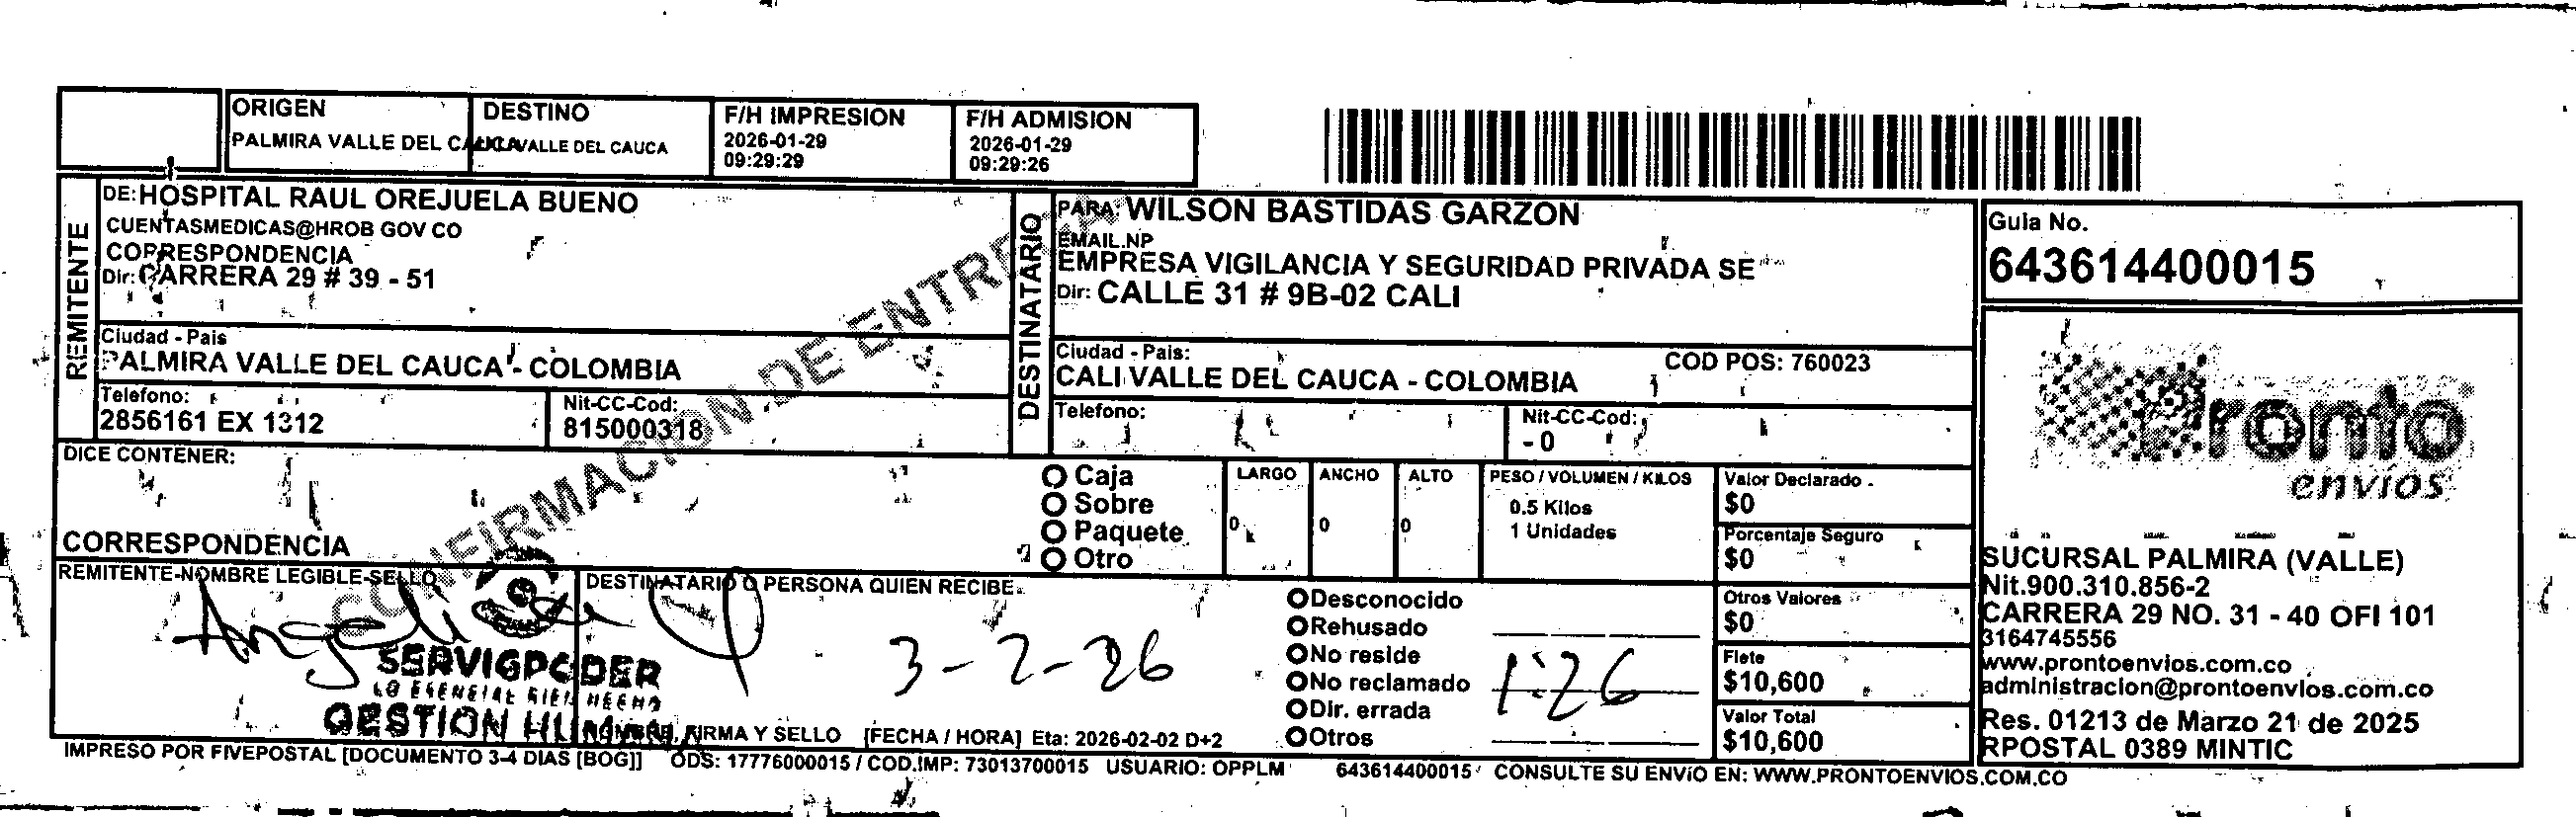 ORIGEN
PALMIRA VALLE DEL CAUCA
DESTINO
VALLE DEL CAUCA
F/H IMPRESION
2026-01-29
09:29:29
F/H ADMISION
2026-01-29
09:29:26
REMITENTE
DE: HOSPITAL RAUL OREJUELA BUENO
CUENTASMEDICAS@HROB GOV CO
CORRESPONDENCIA
Dir: CARRERA 29 # 39 - 51
Ciudad - Pais
PALMIRA VALLE DEL CAUCA - COLOMBIA
Telefono:
2856161 EX 1312
Nit-CC-Cod:
815000318
DESTINATARIO
PARA: WILSON BASTIDAS GARZON
EMAIL.NP
EMPRESA VIGILANCIA Y SEGURIDAD PRIVADA SE
Dir: CALLE 31 # 9B-02 CALI
Ciudad - Pais:
COD POS: 760023
CALI VALLE DEL CAUCA - COLOMBIA
Telefono:
Nit-CC-Cod:
- 0
Guia No.
643614400015
Pronto
envíos
SUCURSAL PALMIRA (VALLE)
Nit.900.310.856-2
CARRERA 29 NO. 31 - 40 OFI 101
3164745556
www.prontoenvios.com.co
administracion@prontoenvios.com.co
Res. 01213 de Marzo 21 de 2025
RPOSTAL 0389 MINTIC
CONFIRMACION DE ENTREGA
DICE CONTENER:
CORRESPONDENCIA
Caja
Sobre
Paquete
Otro
LARGO
0
ANCHO
0
ALTO
0
PESO / VOLUMEN / KILOS
0.5 Kilos
1 Unidades
Valor Declarado
$0
Porcentaje Seguro
$0
Otros Valores
$0
Flete
$10,600
Valor Total
$10,600
REMITENTE-NOMBRE LEGIBLE-SELLO
Angelica
SERVIGPODER
LO ESENCIAL BIEN HECHO
GESTION
DESTINATARIO O PERSONA QUIEN RECIBE
3-2-26
NOMBRE, FIRMA Y SELLO [FECHA / HORA] Eta: 2026-02-02 D+2
Desconocido
Rehusado
No reside
No reclamado
Dir. errada
Otros
1:26
IMPRESO POR FIVEPOSTAL [DOCUMENTO 3-4 DIAS [BOG]] ODS: 17776000015 / COD.IMP: 73013700015 USUARIO: OPPLM 643614400015 CONSULTE SU ENVIO EN: WWW.PRONTOENVIOS.COM.CO